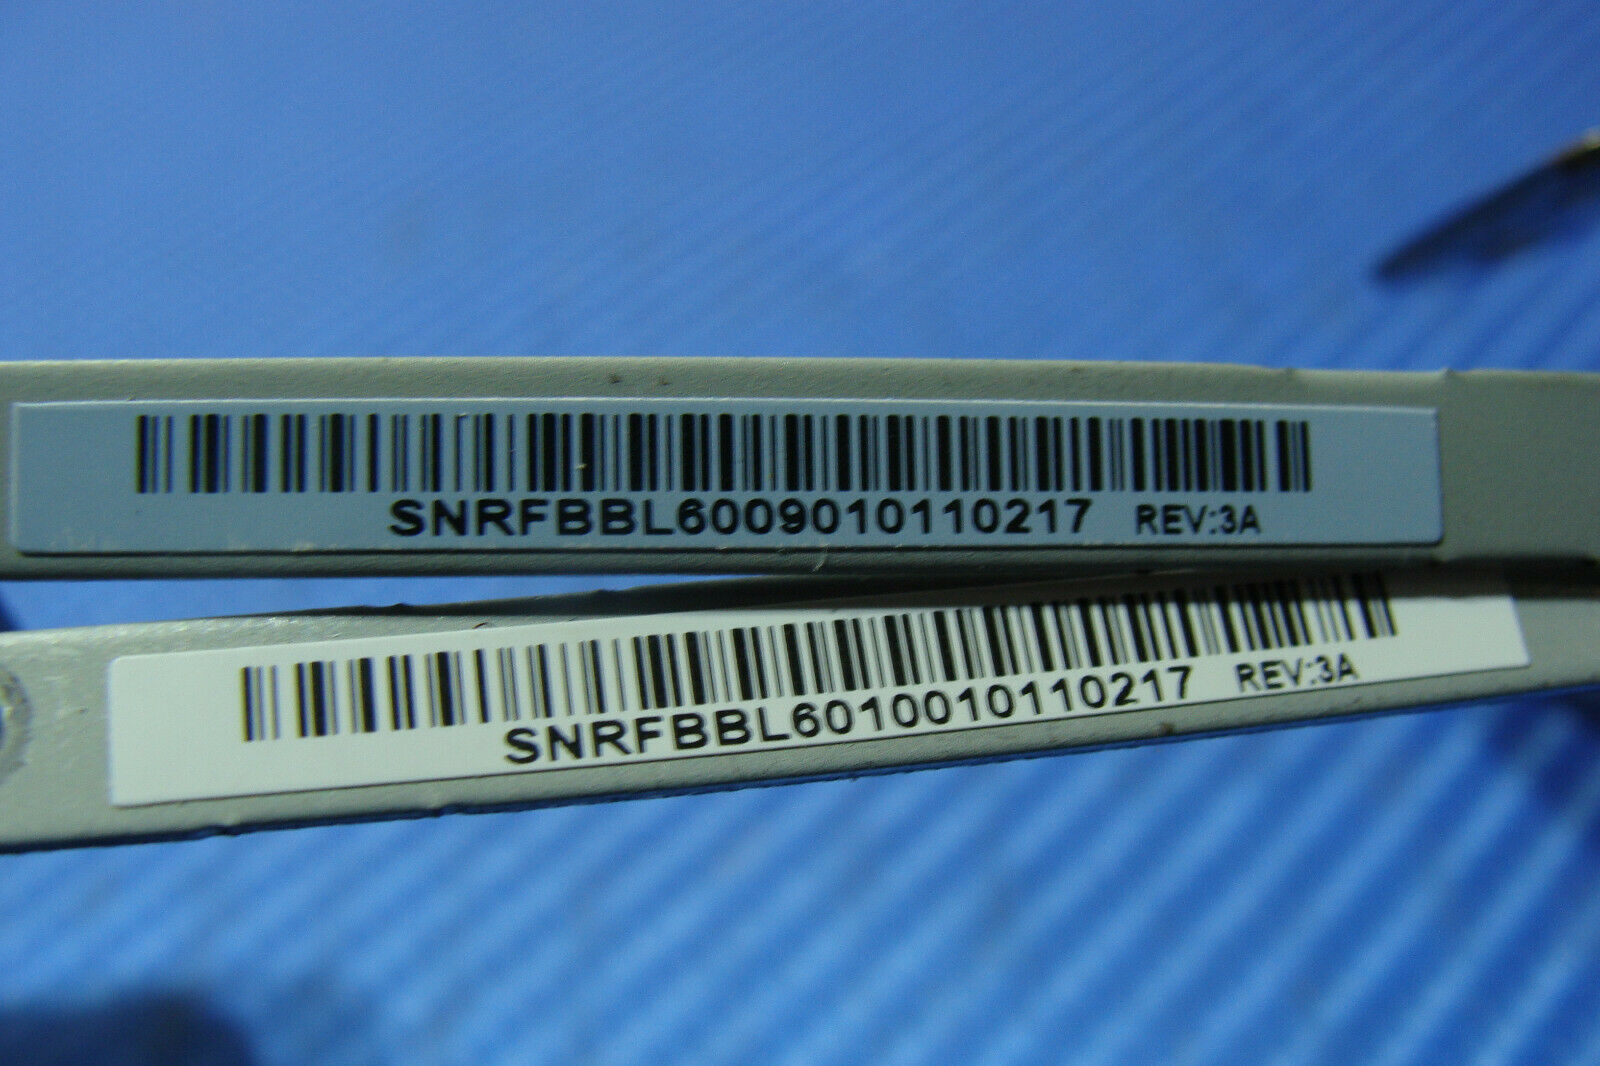 SNRFBBL6009010110217 REV:3A
SNRFBBL6010010110217 REV:3A